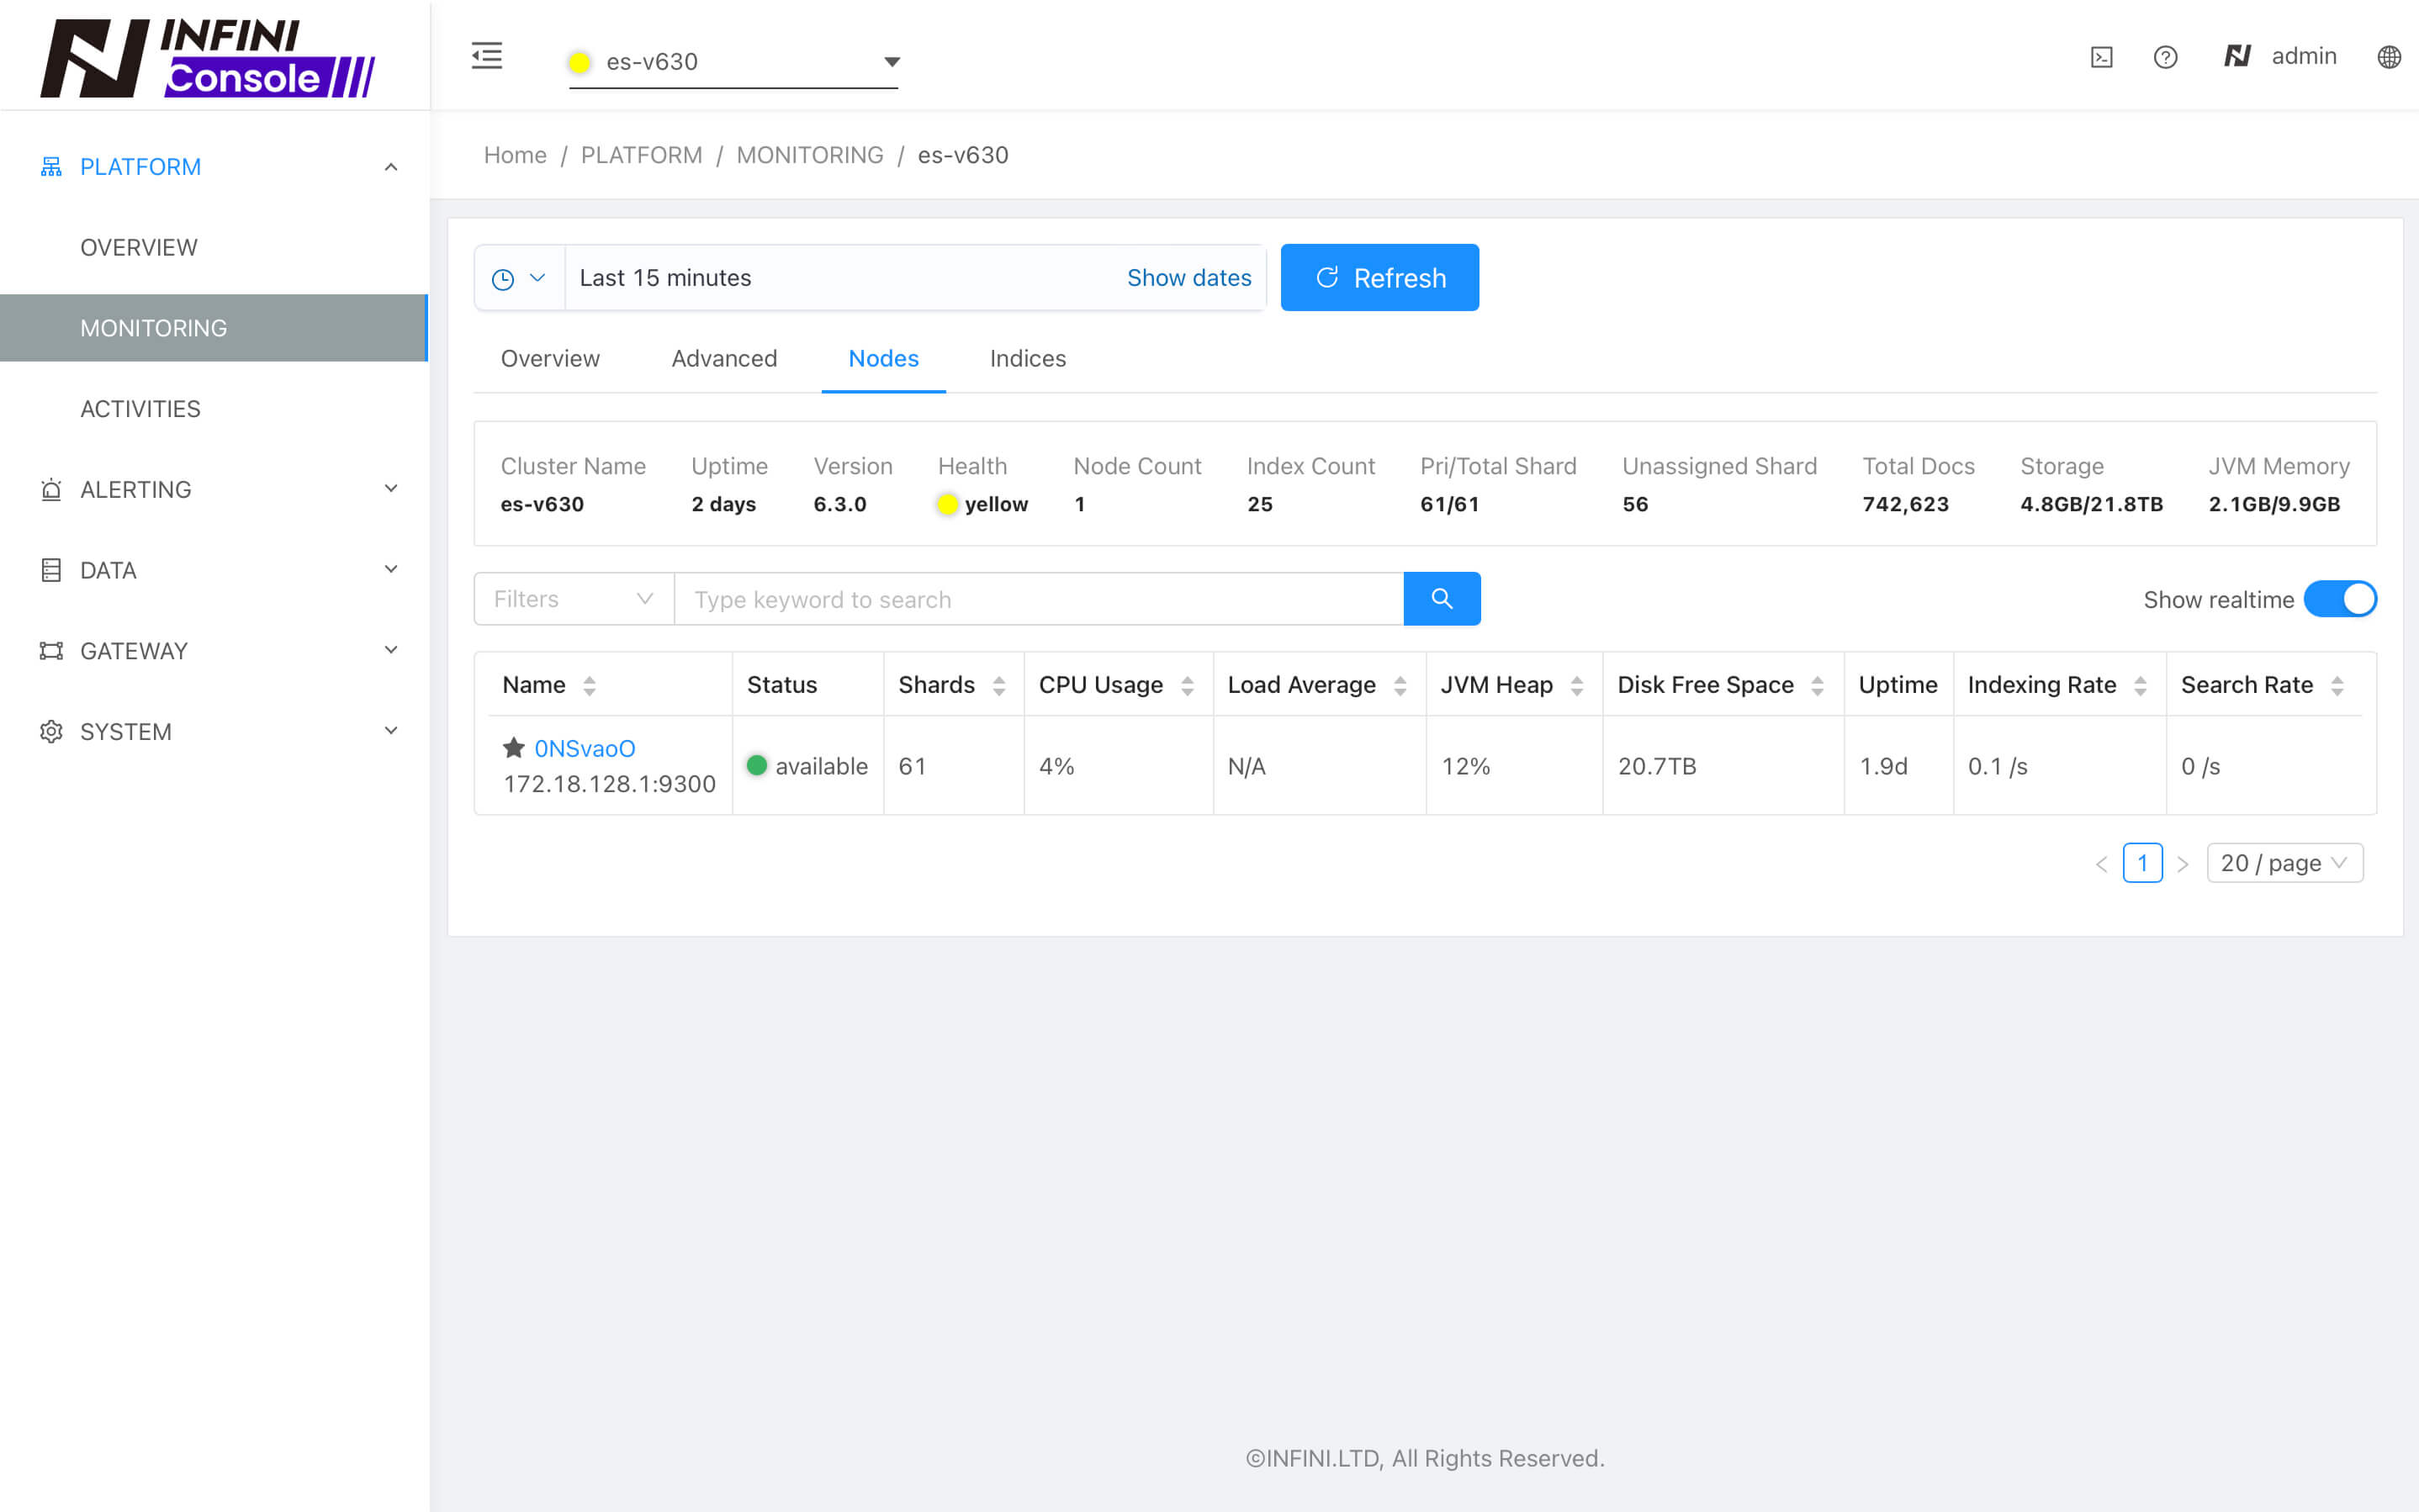 INFINI
Console
es-v630
admin
PLATFORM
OVERVIEW
MONITORING
ACTIVITIES
ALERTING
DATA
GATEWAY
SYSTEM
Home / PLATFORM / MONITORING / es-v630
Last 15 minutes Show dates Refresh
Overview Advanced Nodes Indices
Cluster Name Uptime Version Health Node Count Index Count Pri/Total Shard Unassigned Shard Total Docs Storage JVM Memory
es-v630 2 days 6.3.0 yellow 1 25 61/61 56 742,623 4.8GB/21.8TB 2.1GB/9.9GB
Filters Type keyword to search Show realtime
Name Status Shards CPU Usage Load Average JVM Heap Disk Free Space Uptime Indexing Rate Search Rate
0NSvaoO
172.18.128.1:9300 available 61 4% N/A 12% 20.7TB 1.9d 0.1 /s 0 /s
< 1 > 20 / page
©INFINI.LTD, All Rights Reserved.